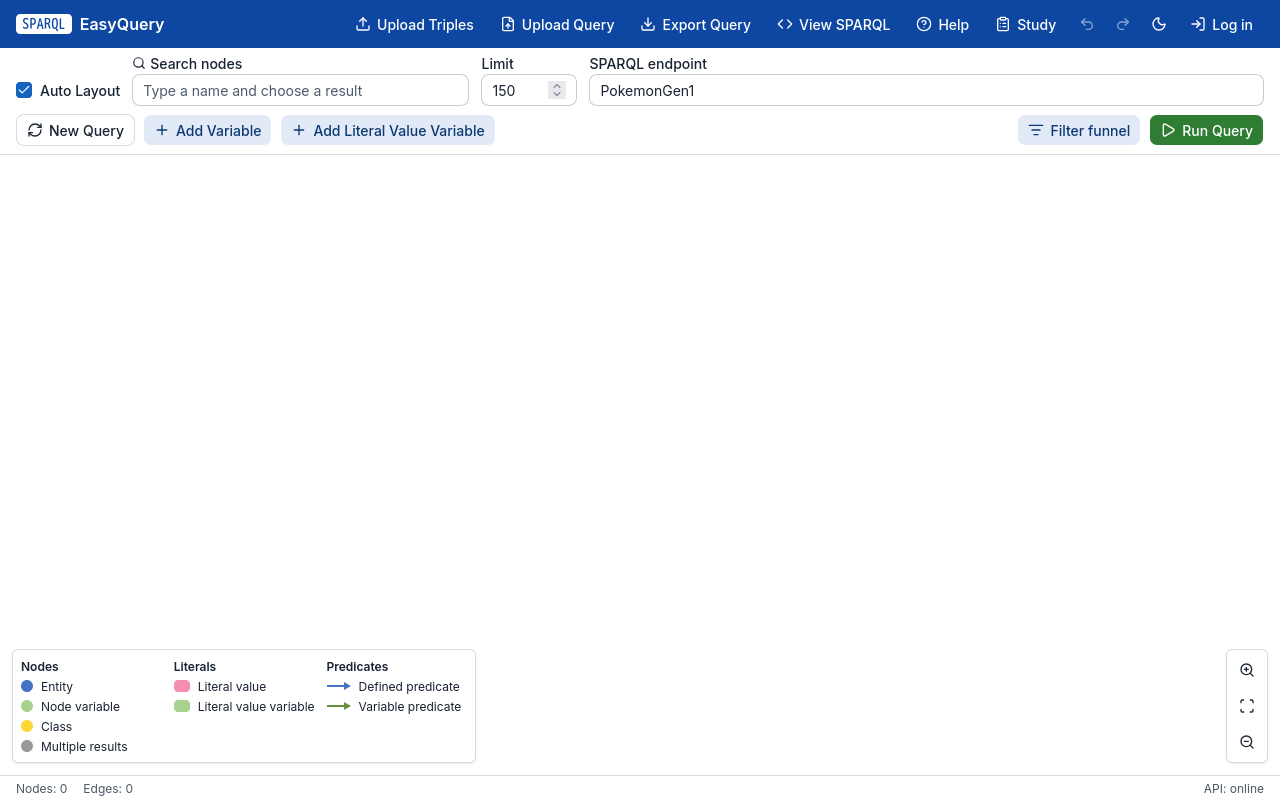 SPARQL EasyQuery Upload Triples Upload Query Export Query View SPARQL Help Study Log in
Search nodes Limit SPARQL endpoint
Auto Layout Type a name and choose a result 150 PokemonGen1
New Query Add Variable Add Literal Value Variable Filter funnel Run Query
Nodes Literals Predicates
Entity Literal value Defined predicate
Node variable Literal value variable Variable predicate
Class
Multiple results
Nodes: 0 Edges: 0 API: online